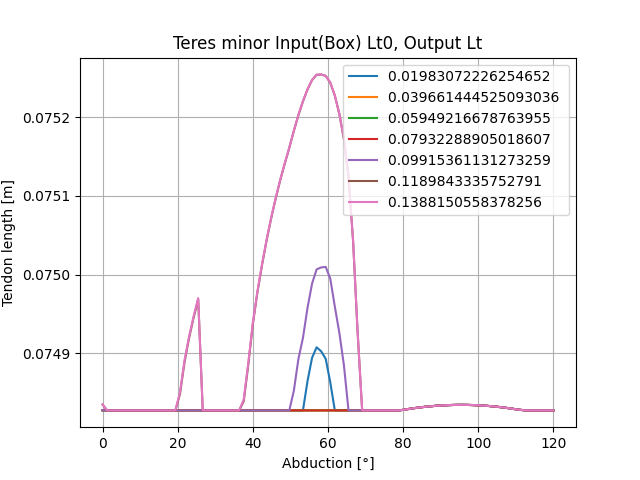 Teres minor Input(Box) Lt0, Output Lt
0.01983072226254652
0.039661444525093036
0.05949216678763955
0.07932288905018607
0.09915361131273259
0.1189843335752791
0.1388150558378256
0.0752
0.0751
0.0750
0.0749
Tendon length [m]
0 20 40 60 80 100 120
Abduction [°]